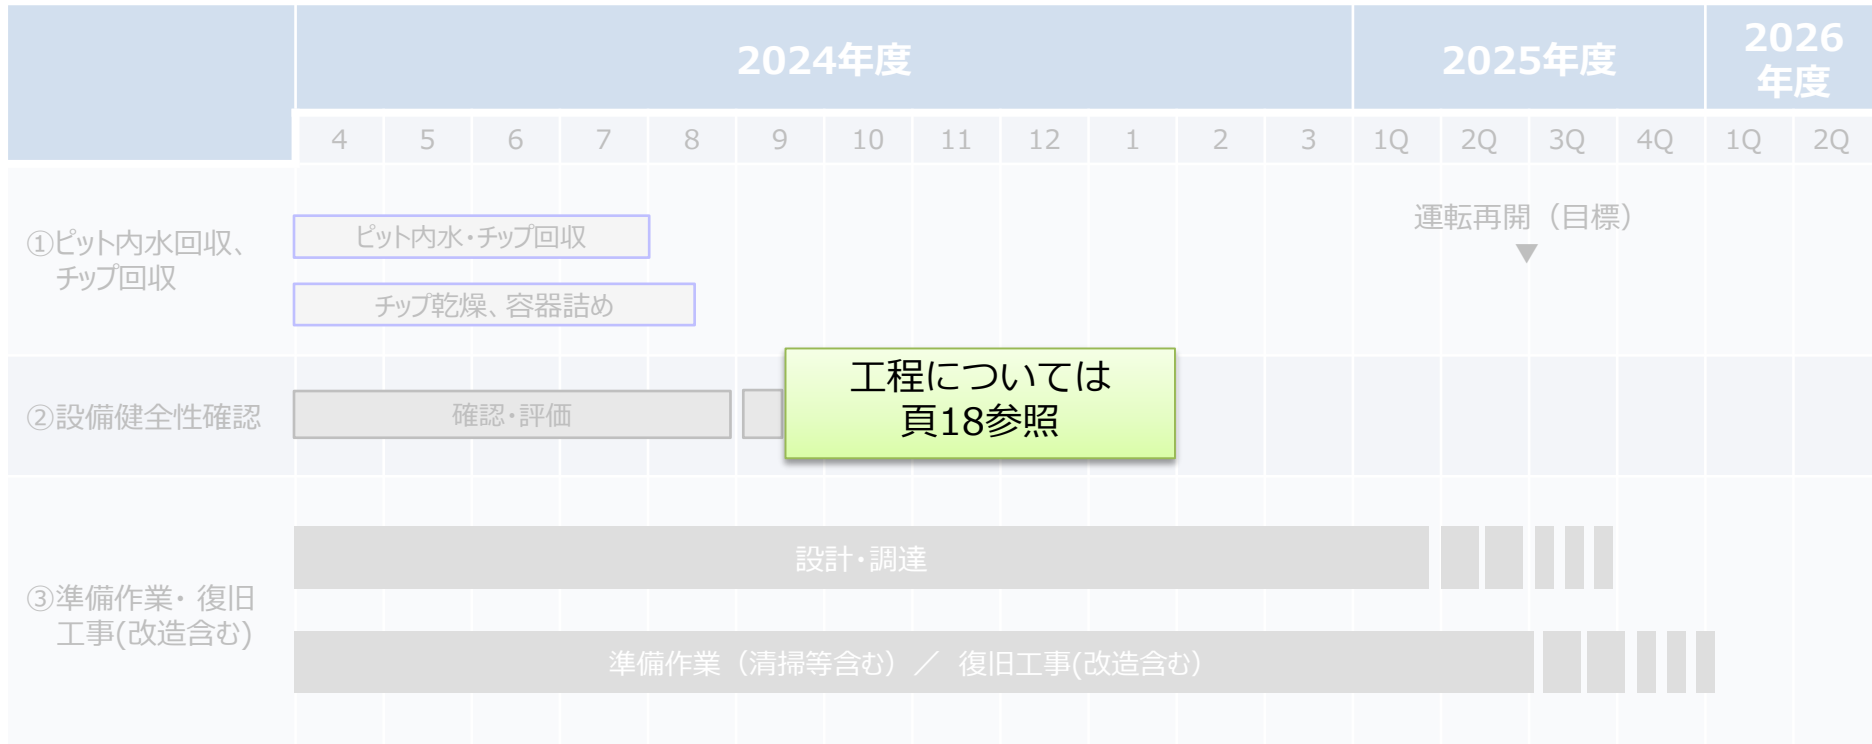 2024年度
2025年度
2026
年度
4 5 6 7 8 9 10 11 12 1 2 3 1Q 2Q 3Q 4Q 1Q 2Q
運転再開（目標）
▼
①ピット内水回収、
チップ回収
ピット内水・チップ回収
チップ乾燥、容器詰め
②設備健全性確認
確認・評価
工程については
頁18参照
③準備作業・ 復旧
工事(改造含む)
設計・調達
準備作業（清掃等含む）／ 復旧工事(改造含む）